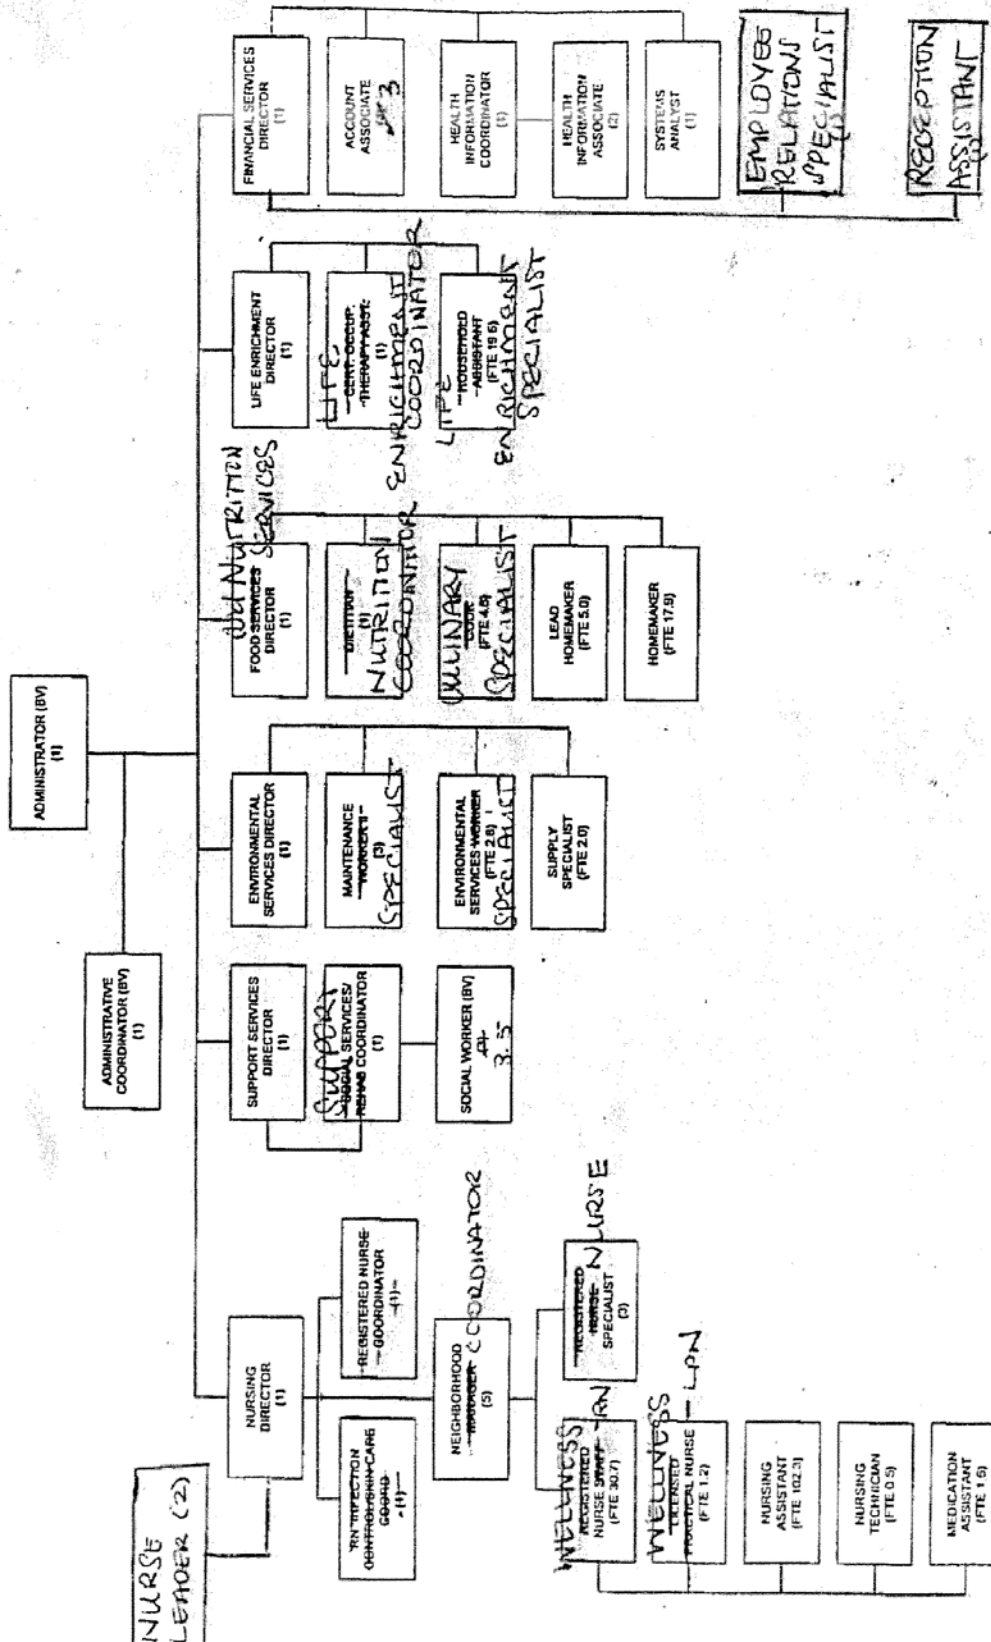 ADMINISTRATOR (BV)
(1)
ADMINISTRATIVE
COORDINATOR (BV)
(1)
NURSE
LEADER (2)
NURSING
DIRECTOR
(1)
RN INFECTION
CONTROL/SKIN CARE
COORD
(1)
REGISTERED NURSE
COORDINATOR
(1)
NEIGHBORHOOD
MANAGER COORDINATOR
(5)
WELLNESS
REGISTERED
NURSE STAFF - RN
(FTE 30.7)
WELLNESS
LICENSED
PRACTICAL NURSE - LPN
(FTE 1.2)
NURSING
ASSISTANT
(FTE 102.3)
NURSING
TECHNICIAN
(FTE 0.5)
MEDICATION
ASSISTANT
(FTE 1.6)
REGISTERED
NURSE NURSE
SPECIALIST
(3)
SUPPORT SERVICES
DIRECTOR
(1)
SUPPORT
SOCIAL SERVICES/
REHAB COORDINATOR
(1)
SOCIAL WORKER (BV)
3.5
ENVIRONMENTAL
SERVICES DIRECTOR
(1)
MAINTENANCE
WORKER II
(3)
SPECIALIST
ENVIRONMENTAL
SERVICES WORKER
(FTE 2.8)
SPECIALIST
SUPPLY
SPECIALIST
(FTE 2.0)
NUTRITION
SERVICES
FOOD SERVICES
DIRECTOR
(1)
DIETITIAN
(1)
NUTRITION
COORDINATOR
CULINARY
COOK
(FTE 4.8)
SPECIALIST
LEAD
HOMEMAKER
(FTE 5.0)
HOMEMAKER
(FTE 17.9)
LIFE ENRICHMENT
DIRECTOR
(1)
LIFE
CERT. OCCUP.
THERAPY ASST.
(1)
ENRICHMENT
COORDINATOR
LIFE
HOUSEHOLD
ASSISTANT
(FTE 19.6)
ENRICHMENT
SPECIALIST
FINANCIAL SERVICES
DIRECTOR
(1)
ACCOUNT
ASSOCIATE
3
HEALTH
INFORMATION
COORDINATOR
(1)
HEALTH
INFORMATION
ASSOCIATE
(2)
SYSTEMS
ANALYST
(1)
EMPLOYEE
RELATIONS
SPECIALIST
(1)
RECEPTION
ASSISTANT
(1)